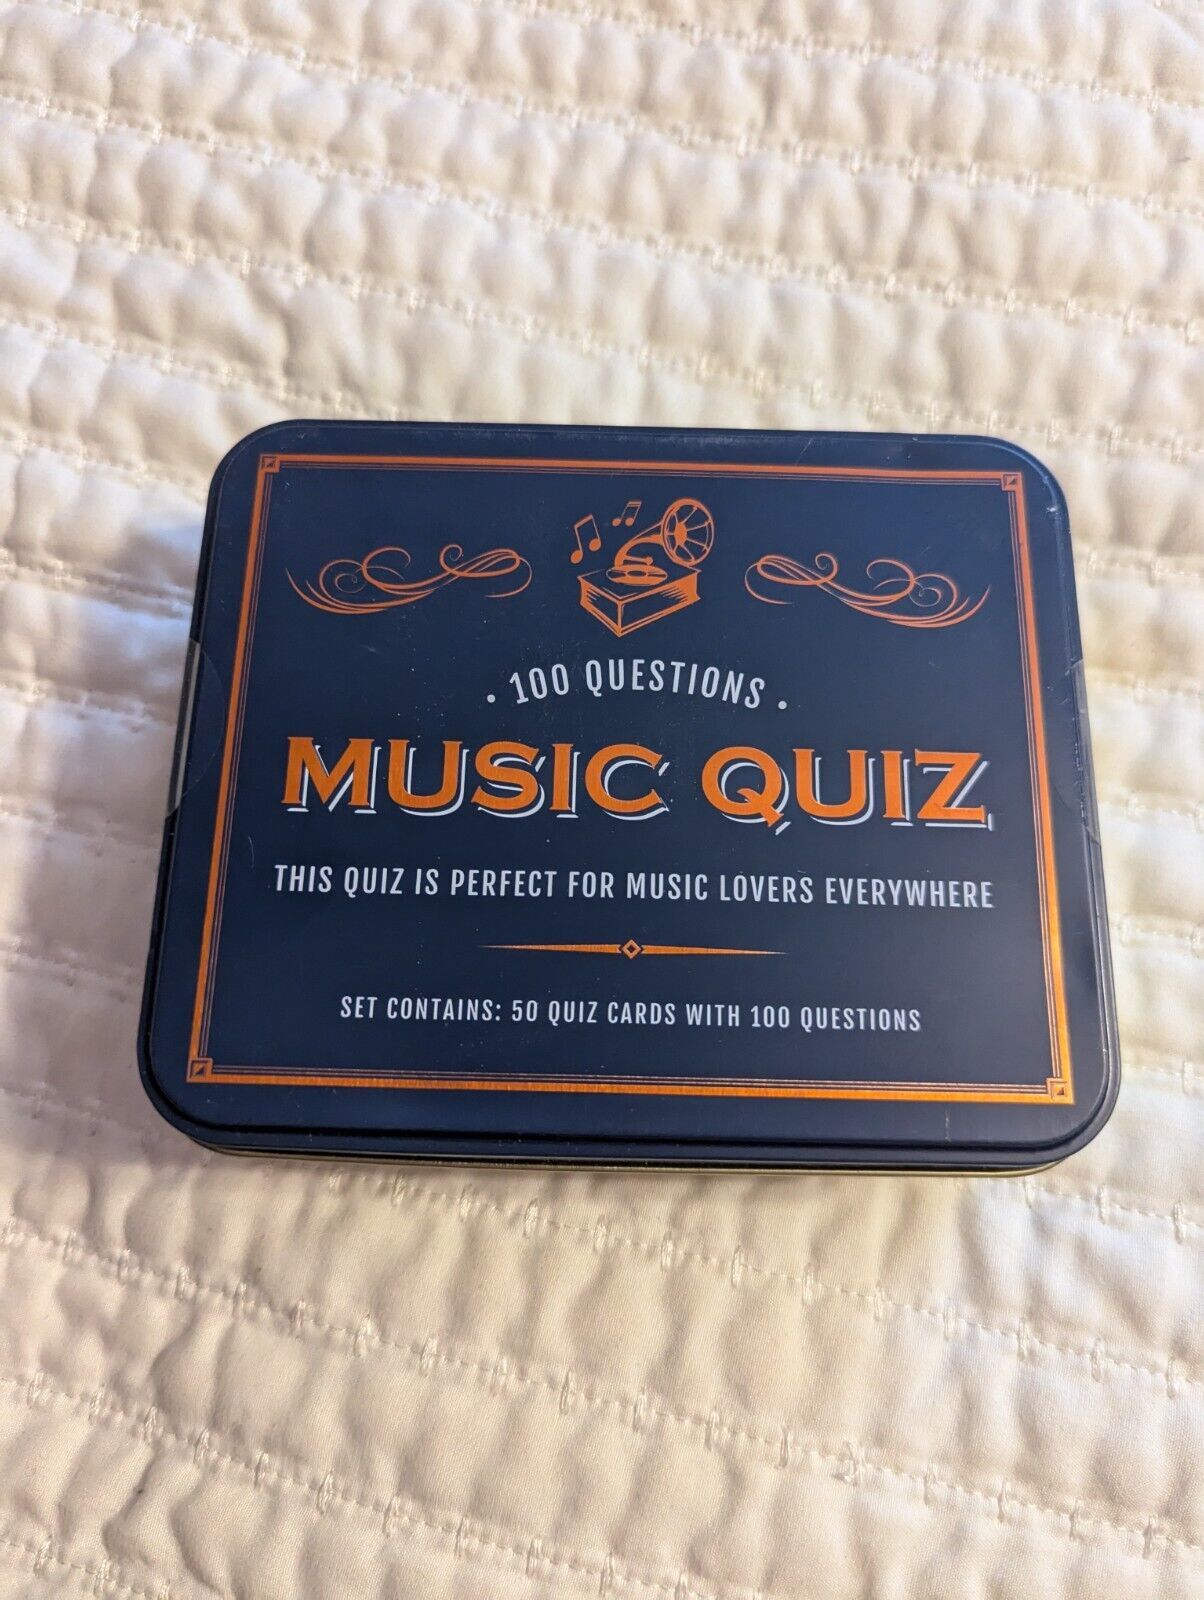 · 100 QUESTIONS ·
MUSIC QUIZ
THIS QUIZ IS PERFECT FOR MUSIC LOVERS EVERYWHERE
SET CONTAINS: 50 QUIZ CARDS WITH 100 QUESTIONS